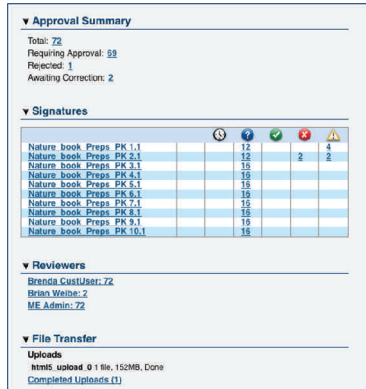 Approval Summary
Total: 72
Requiring Approval: 69
Rejected: 1
Awaiting Correction: 2
Signatures
Nature_book_Preps_PK 1.1 12 4
Nature_book_Preps_PK 2.1 12 2 2
Nature_book_Preps_PK 3.1 16
Nature_book_Preps_PK 4.1 16
Nature_book_Preps_PK 5.1 16
Nature_book_Preps_PK 6.1 16
Nature_book_Preps_PK 7.1 16
Nature_book_Preps_PK 8.1 16
Nature_book_Preps_PK 9.1 16
Nature_book_Preps_PK 10.1 16
Reviewers
Brenda CustUser: 72
Brian Weibe: 2
ME Admin: 72
File Transfer
Uploads
html5_upload_0 1 file, 152MB, Done
Completed Uploads (1)